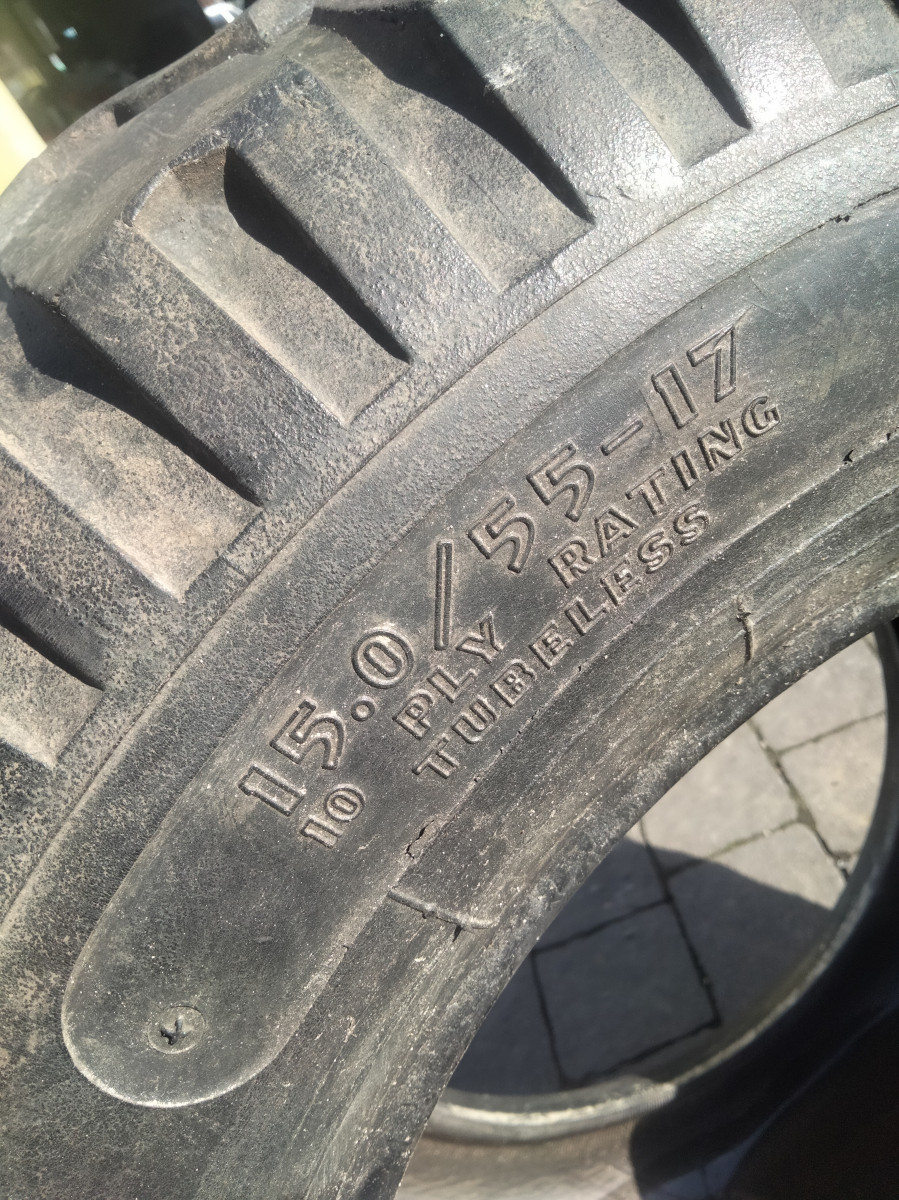 15.0/55-17
10 PLY RATING
TUBELESS